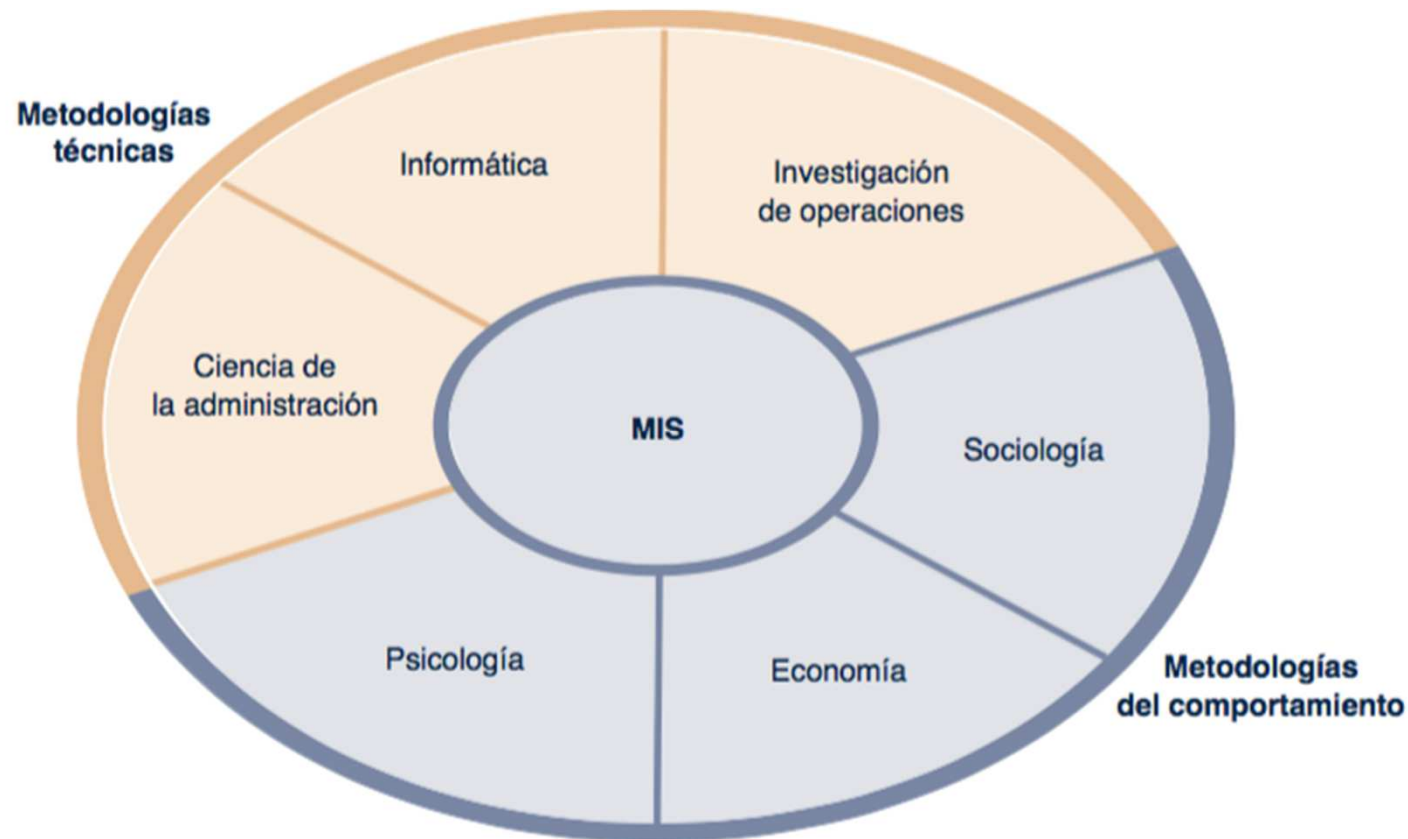 Metodologías
técnicas
Informática
Investigación
de operaciones
Ciencia de
la administración
MIS
Sociología
Psicología
Economía
Metodologías
del comportamiento